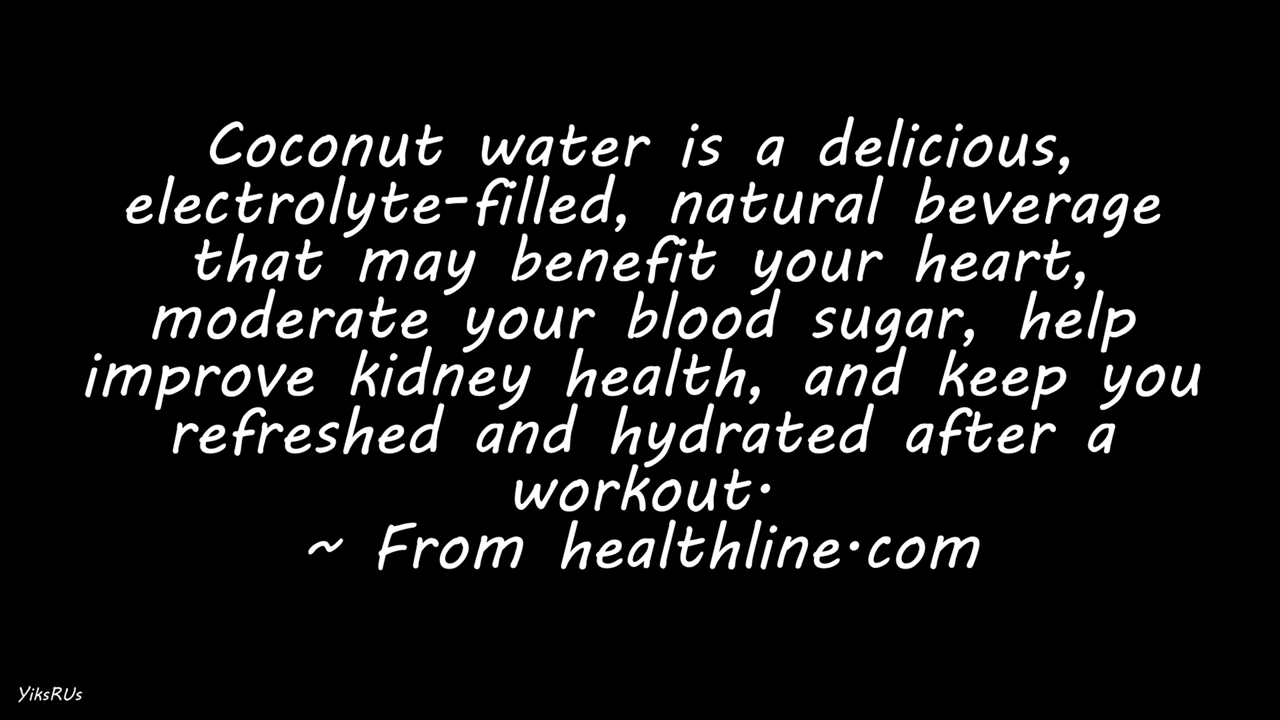 Coconut water is a delicious,
electrolyte-filled, natural beverage
that may benefit your heart,
moderate your blood sugar, help
improve kidney health, and keep you
refreshed and hydrated after a
workout.
~ From healthline.com
YiksRUs